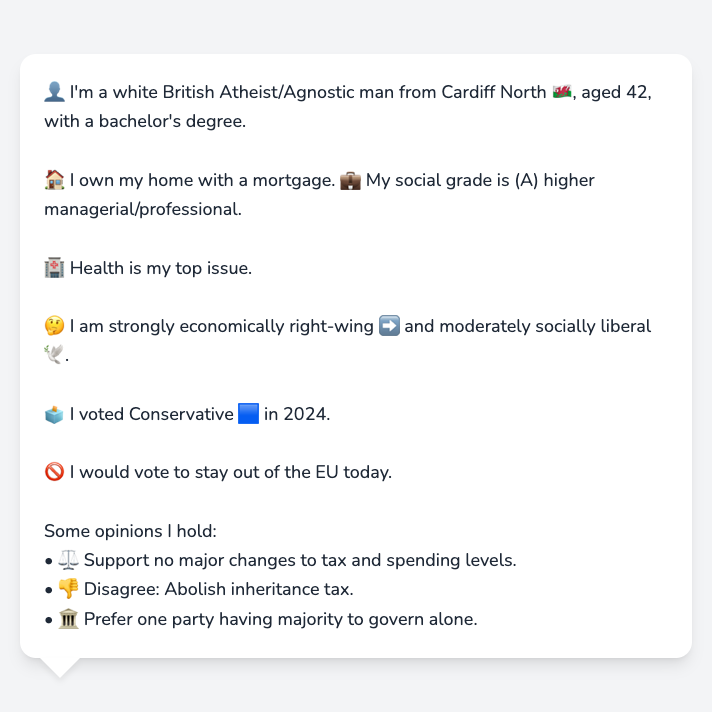 👤 I'm a white British Atheist/Agnostic man from Cardiff North 🏴󠁧󠁢󠁷󠁬󠁳󠁿, aged 42,
with a bachelor's degree.
🏠 I own my home with a mortgage. 💼 My social grade is (A) higher
managerial/professional.
🏥 Health is my top issue.
🤔 I am strongly economically right-wing ➡️ and moderately socially liberal
🕊️.
🗳️ I voted Conservative 🟦 in 2024.
🚫 I would vote to stay out of the EU today.
Some opinions I hold:
• ⚖️ Support no major changes to tax and spending levels.
• 👎 Disagree: Abolish inheritance tax.
• 🏛️ Prefer one party having majority to govern alone.